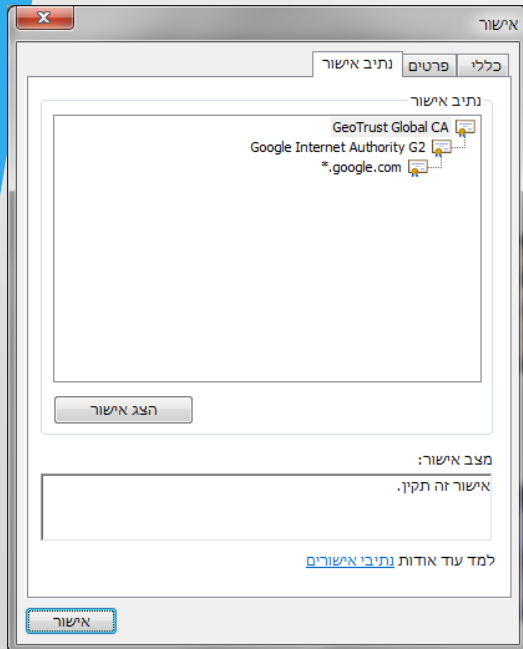 אישור
כללי
פרטים
נתיב אישור
נתיב אישור
GeoTrust Global CA
Google Internet Authority G2
*.google.com
הצג אישור
מצב אישור:
אישור זה תקין.
למד עוד אודות נתיבי אישורים
אישור